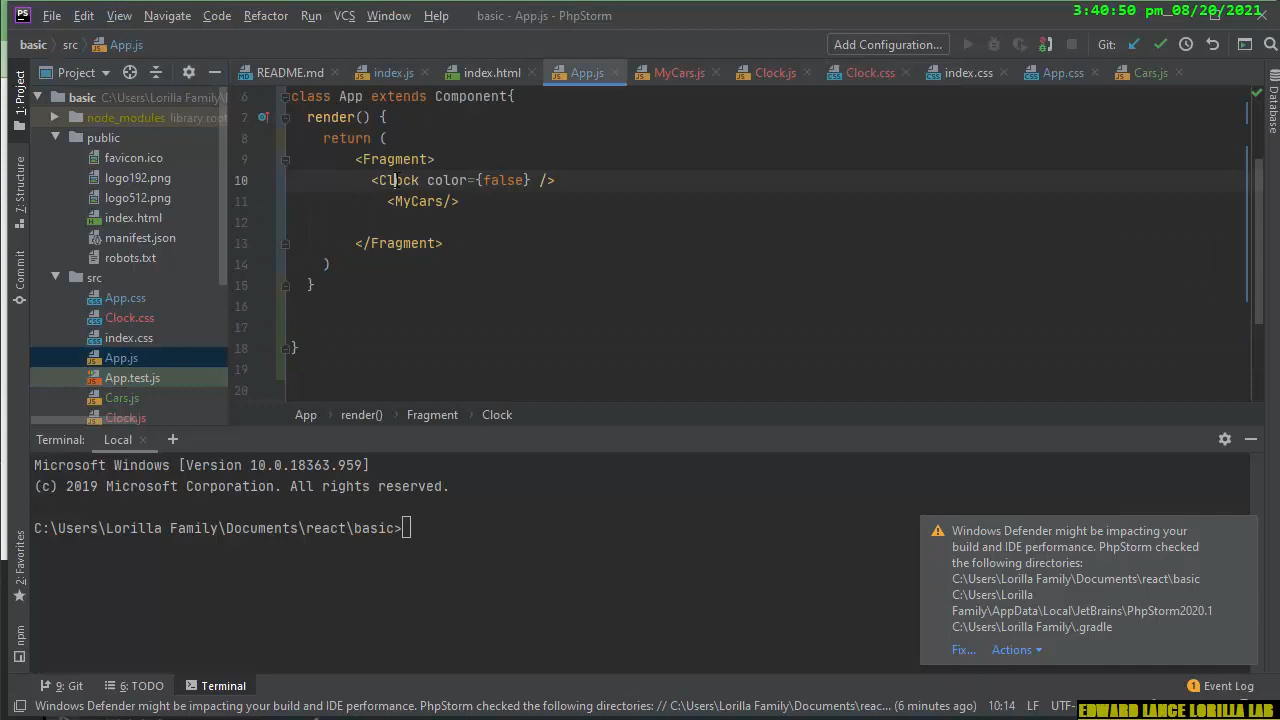 File Edit View Navigate Code Refactor Run VCS Window Help basic - App.js - PhpStorm
3:40:50 pm_08/20/2021
basic src App.js Add Configuration... Git:
Project README.md index.js index.html App.js MyCars.js Clock.js Clock.css index.css App.css Cars.js
1: Project
7: Structure
Commit
2: Favorites
npm
Database
basic C:\Users\Lorilla Family\
node_modules library root
public
favicon.ico
logo192.png
logo512.png
index.html
manifest.json
robots.txt
src
App.css
Clock.css
index.css
App.js
App.test.js
Cars.js
Clock.js
6 class App extends Component{
7 render() {
8 return (
9 <Fragment>
10 <Clock color={false} />
11 <MyCars/>
12
13 </Fragment>
14 )
15 }
16
17
18 }
19
20
App render() Fragment Clock
Terminal: Local
Microsoft Windows [Version 10.0.18363.959]
(c) 2019 Microsoft Corporation. All rights reserved.
C:\Users\Lorilla Family\Documents\react\basic>
Windows Defender might be impacting your
build and IDE performance. PhpStorm checked
the following directories:
C:\Users\Lorilla Family\Documents\react\basic
C:\Users\Lorilla
Family\AppData\Local\JetBrains\PhpStorm2020.1
C:\Users\Lorilla Family\.gradle
Fix... Actions
9: Git 6: TODO Terminal 1 Event Log
Windows Defender might be impacting your build and IDE performance. PhpStorm checked the following directories: // C:\Users\Lorilla Family\Documents\reac... (6 minutes ago) 10:14 LF UTF-
EDWARD LANCE LORILLA LAB